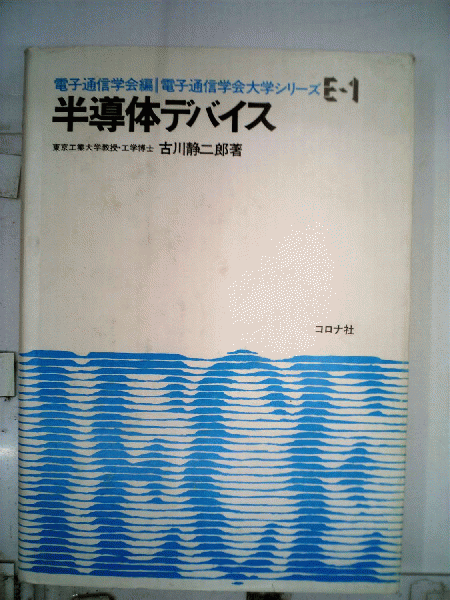 電子通信学会編|電子通信学会大学シリーズ E-1
半導体デバイス
東京工業大学教授・工学博士 古川静二郎著
コロナ社